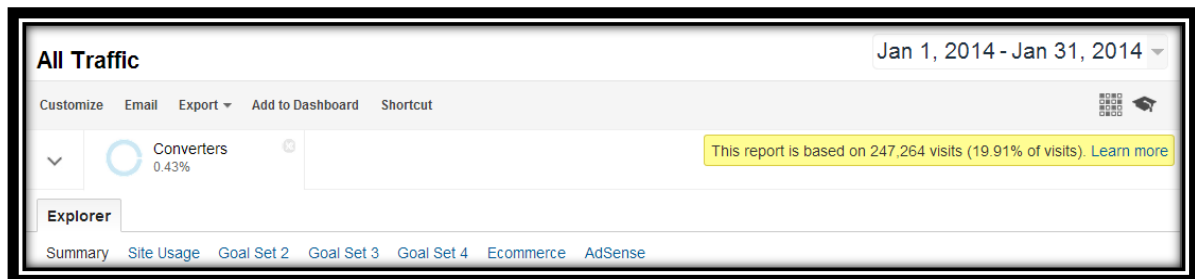 All Traffic
Jan 1, 2014 - Jan 31, 2014
Customize Email Export Add to Dashboard Shortcut
Converters
0.43%
This report is based on 247,264 visits (19.91% of visits). Learn more
Explorer
Summary Site Usage Goal Set 2 Goal Set 3 Goal Set 4 Ecommerce AdSense